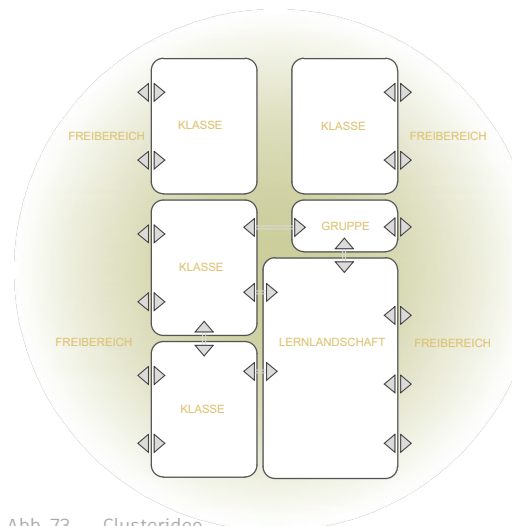 KLASSE
KLASSE
FREIBEREICH
FREIBEREICH
GRUPPE
KLASSE
FREIBEREICH
LERNLANDSCHAFT
FREIBEREICH
KLASSE
Abb. 73 Clusteridee